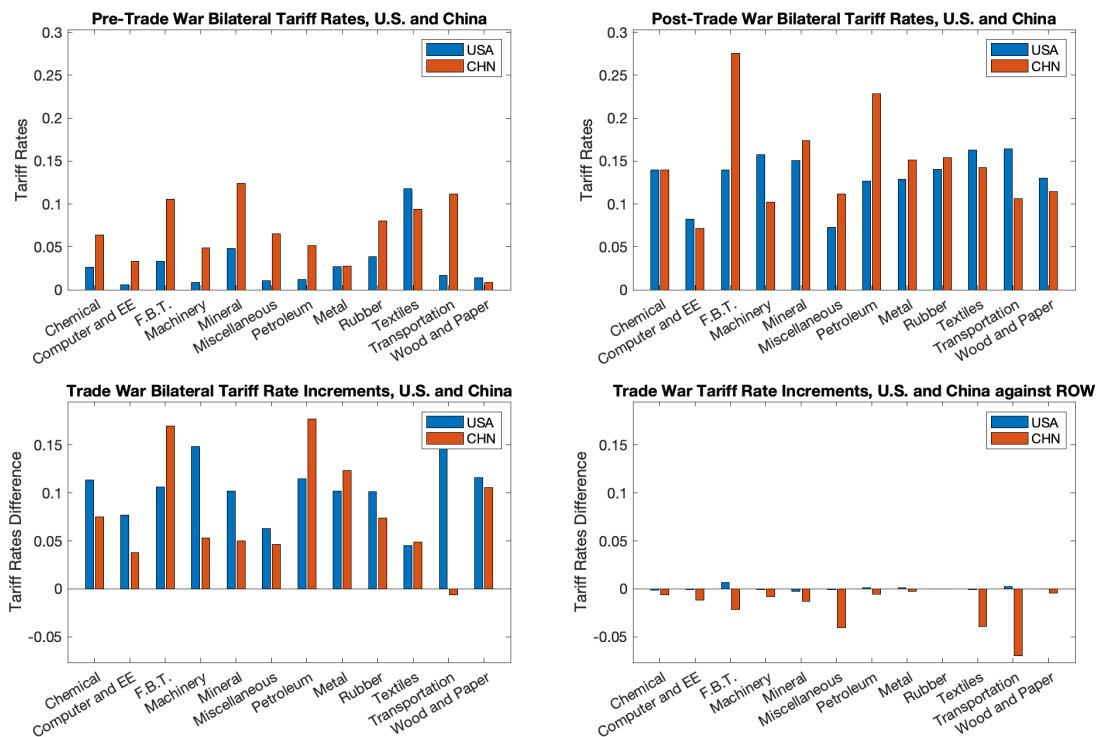 Pre-Trade War Bilateral Tariff Rates, U.S. and China
0.3
0.25
0.2
0.15
0.1
0.05
0
Tariff Rates
USA
CHN
Chemical
Computer and EE
F.B.T.
Machinery
Mineral
Miscellaneous
Petroleum
Metal
Rubber
Textiles
Transportation
Wood and Paper
Post-Trade War Bilateral Tariff Rates, U.S. and China
0.3
0.25
0.2
0.15
0.1
0.05
0
Tariff Rates
USA
CHN
Chemical
Computer and EE
F.B.T.
Machinery
Mineral
Miscellaneous
Petroleum
Metal
Rubber
Textiles
Transportation
Wood and Paper
Trade War Bilateral Tariff Rate Increments, U.S. and China
0.15
0.1
0.05
0
-0.05
Tariff Rates Difference
USA
CHN
Chemical
Computer and EE
F.B.T.
Machinery
Mineral
Miscellaneous
Petroleum
Metal
Rubber
Textiles
Transportation
Wood and Paper
Trade War Tariff Rate Increments, U.S. and China against ROW
0.15
0.1
0.05
0
-0.05
Tariff Rates Difference
USA
CHN
Chemical
Computer and EE
F.B.T.
Machinery
Mineral
Miscellaneous
Petroleum
Metal
Rubber
Textiles
Transportation
Wood and Paper